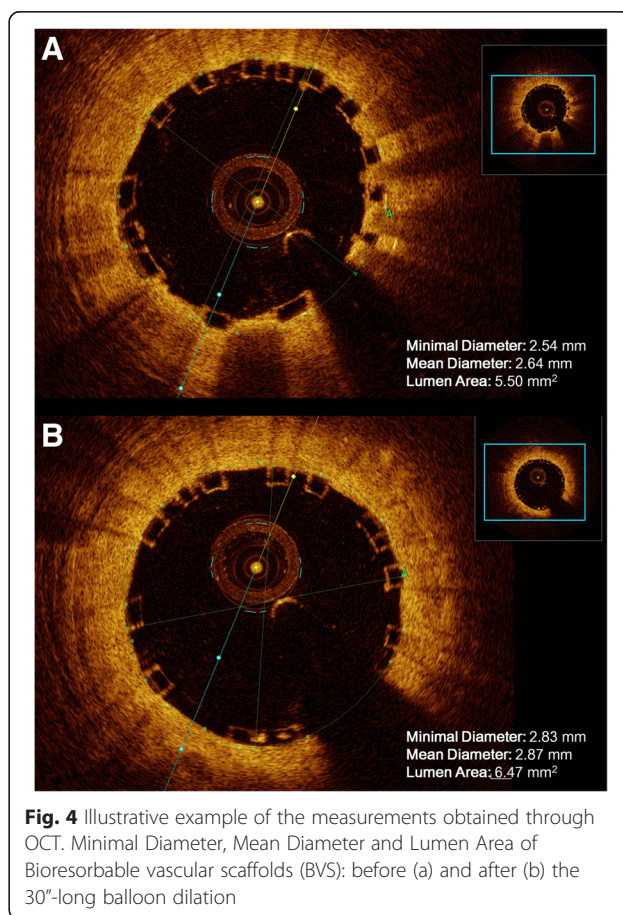 A
A
Minimal Diameter: 2.54 mm
Mean Diameter: 2.64 mm
Lumen Area: 5.50 mm²
B
A
Minimal Diameter: 2.83 mm
Mean Diameter: 2.87 mm
Lumen Area: 6.47 mm²
Fig. 4 Illustrative example of the measurements obtained through
OCT. Minimal Diameter, Mean Diameter and Lumen Area of
Bioresorbable vascular scaffolds (BVS): before (a) and after (b) the
30”-long balloon dilation